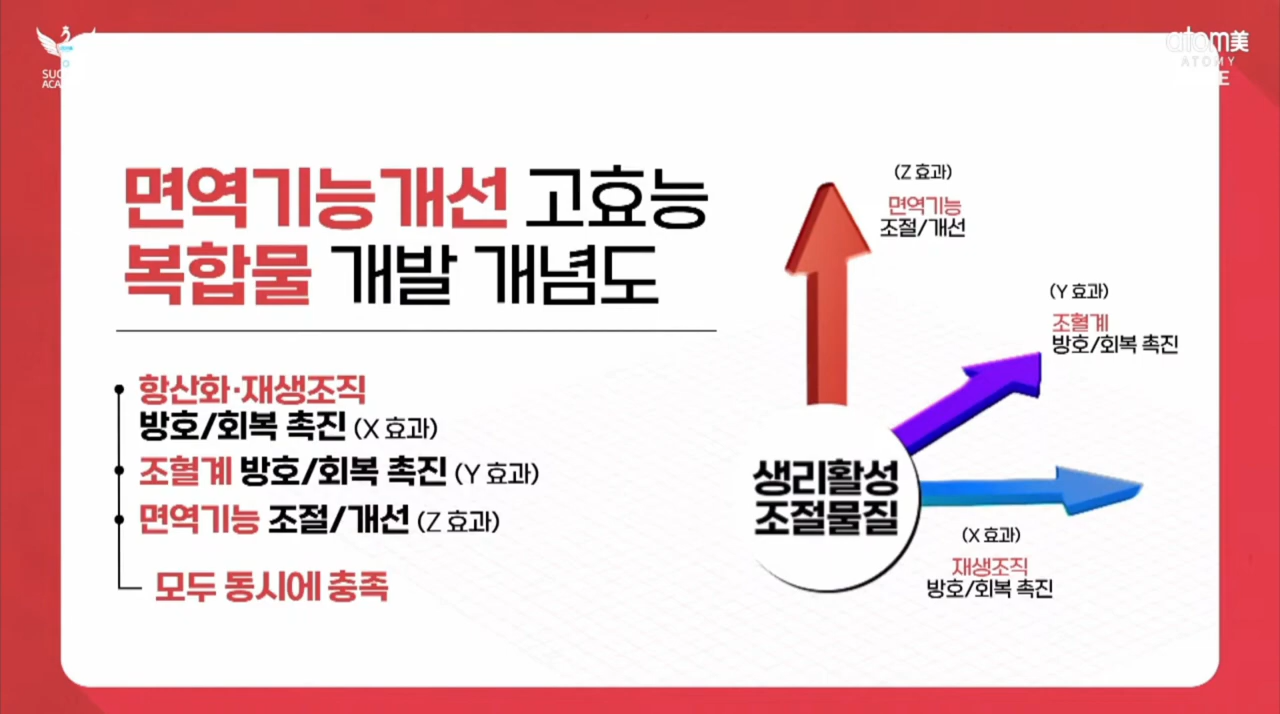 atom美
ATOMY
면역기능개선 고효능
복합물 개발 개념도
항산화·재생조직
방호/회복 촉진 (X 효과)
조혈계 방호/회복 촉진 (Y 효과)
면역기능 조절/개선 (Z 효과)
모두 동시에 충족
(Z 효과)
면역기능
조절/개선
(Y 효과)
조혈계
방호/회복 촉진
생리활성
조절물질
(X 효과)
재생조직
방호/회복 촉진